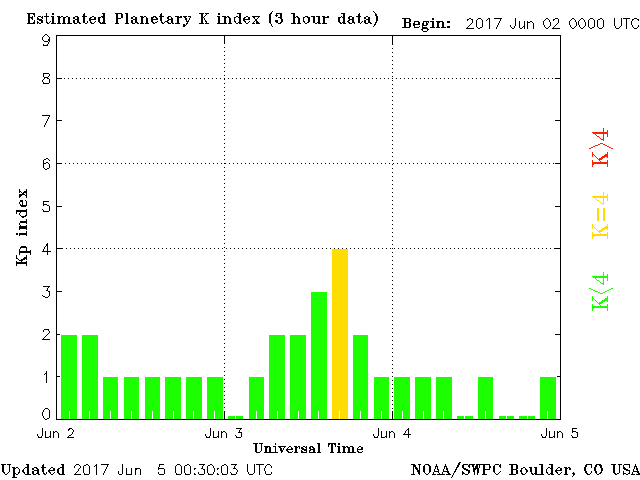 Estimated Planetary K index (3 hour data) Begin: 2017 Jun 02 0000 UTC
9
8
7
6
5
4
3
2
1
0
Kp index
K>4
K=4
K<4
Jun 2 Jun 3 Jun 4 Jun 5
Universal Time
Updated 2017 Jun 5 00:30:03 UTC NOAA/SWPC Boulder, CO USA